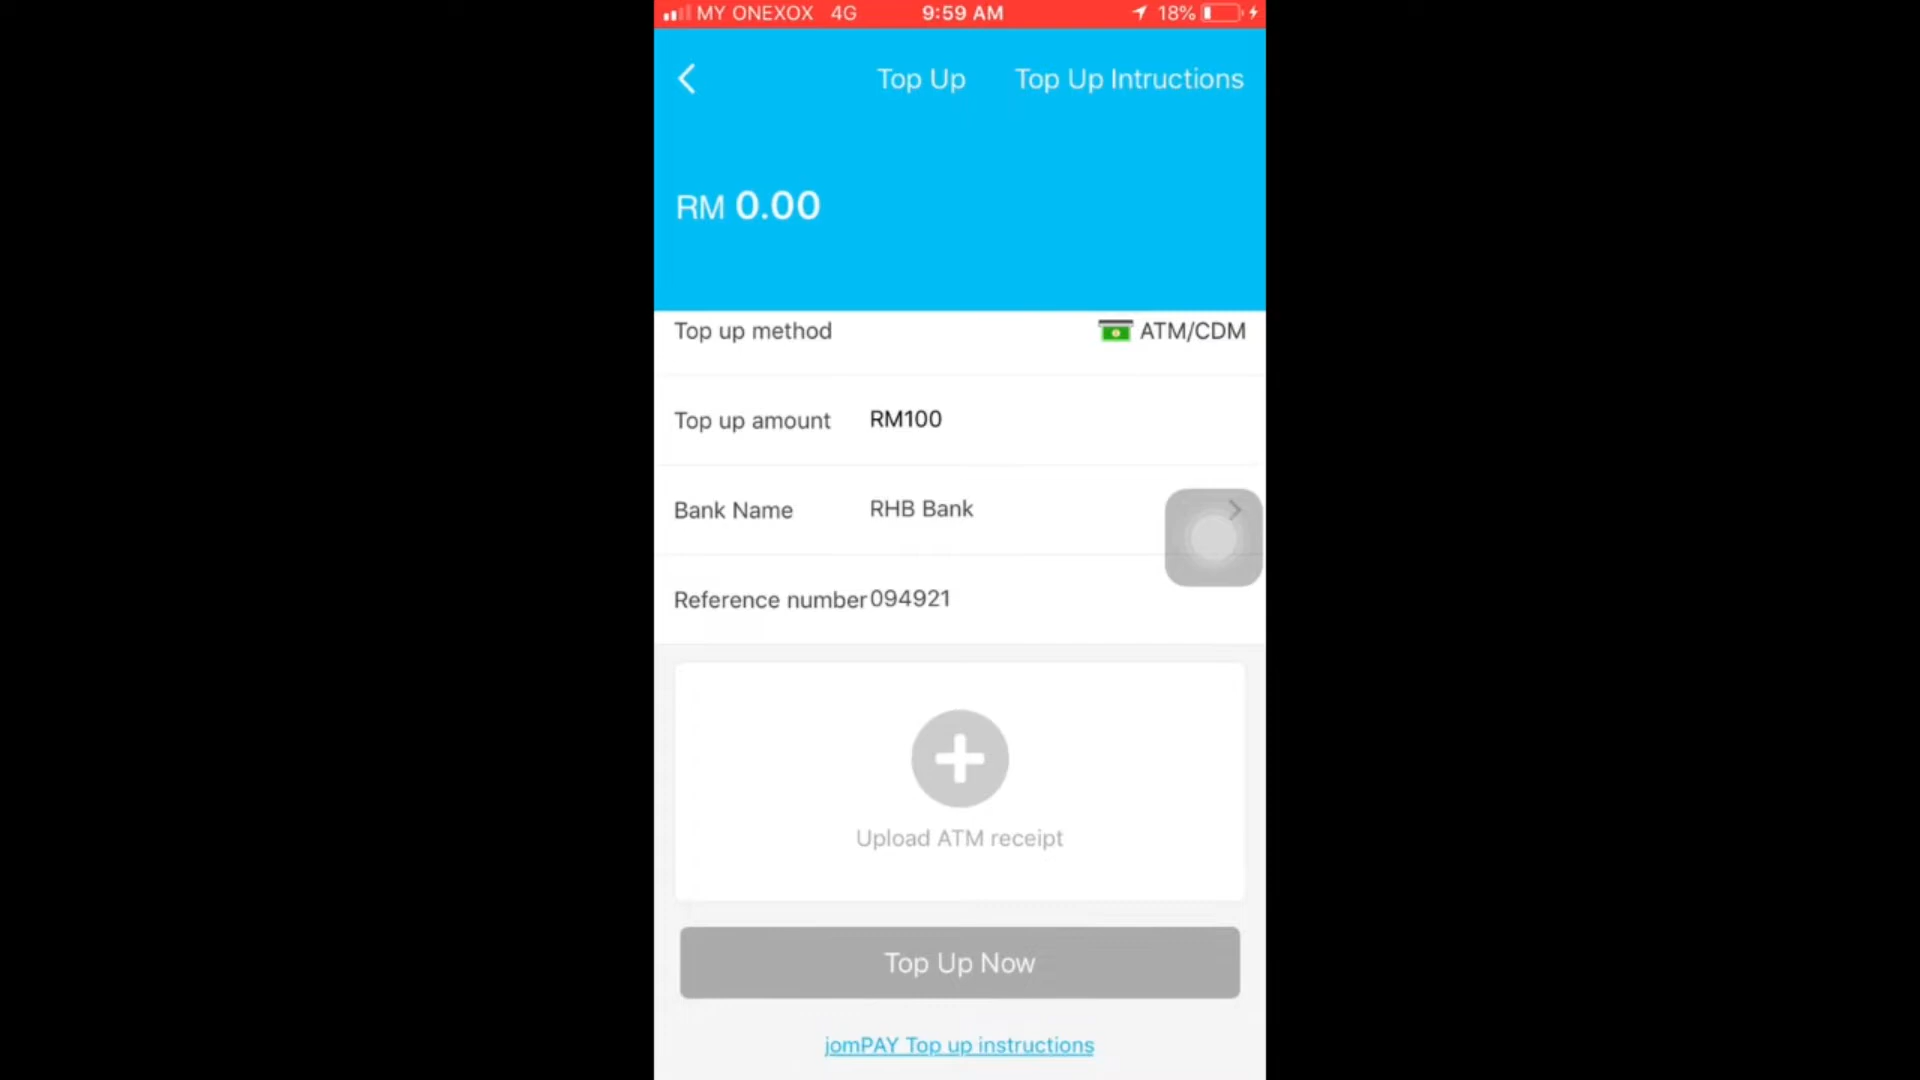 MY ONEXOX 4G 9:59 AM 18%
Top Up Top Up Intructions
RM 0.00
Top up method ATM/CDM
Top up amount RM100
Bank Name RHB Bank
Reference number 094921
Upload ATM receipt
Top Up Now
jomPAY Top up instructions